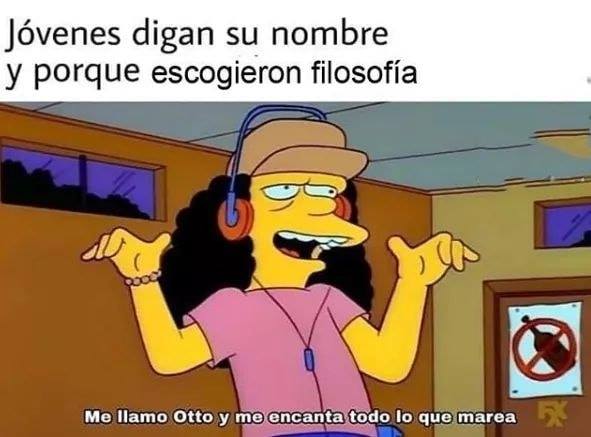 Jóvenes digan su nombre
y porque escogieron filosofía
Me llamo Otto y me encanta todo lo que marea
FX